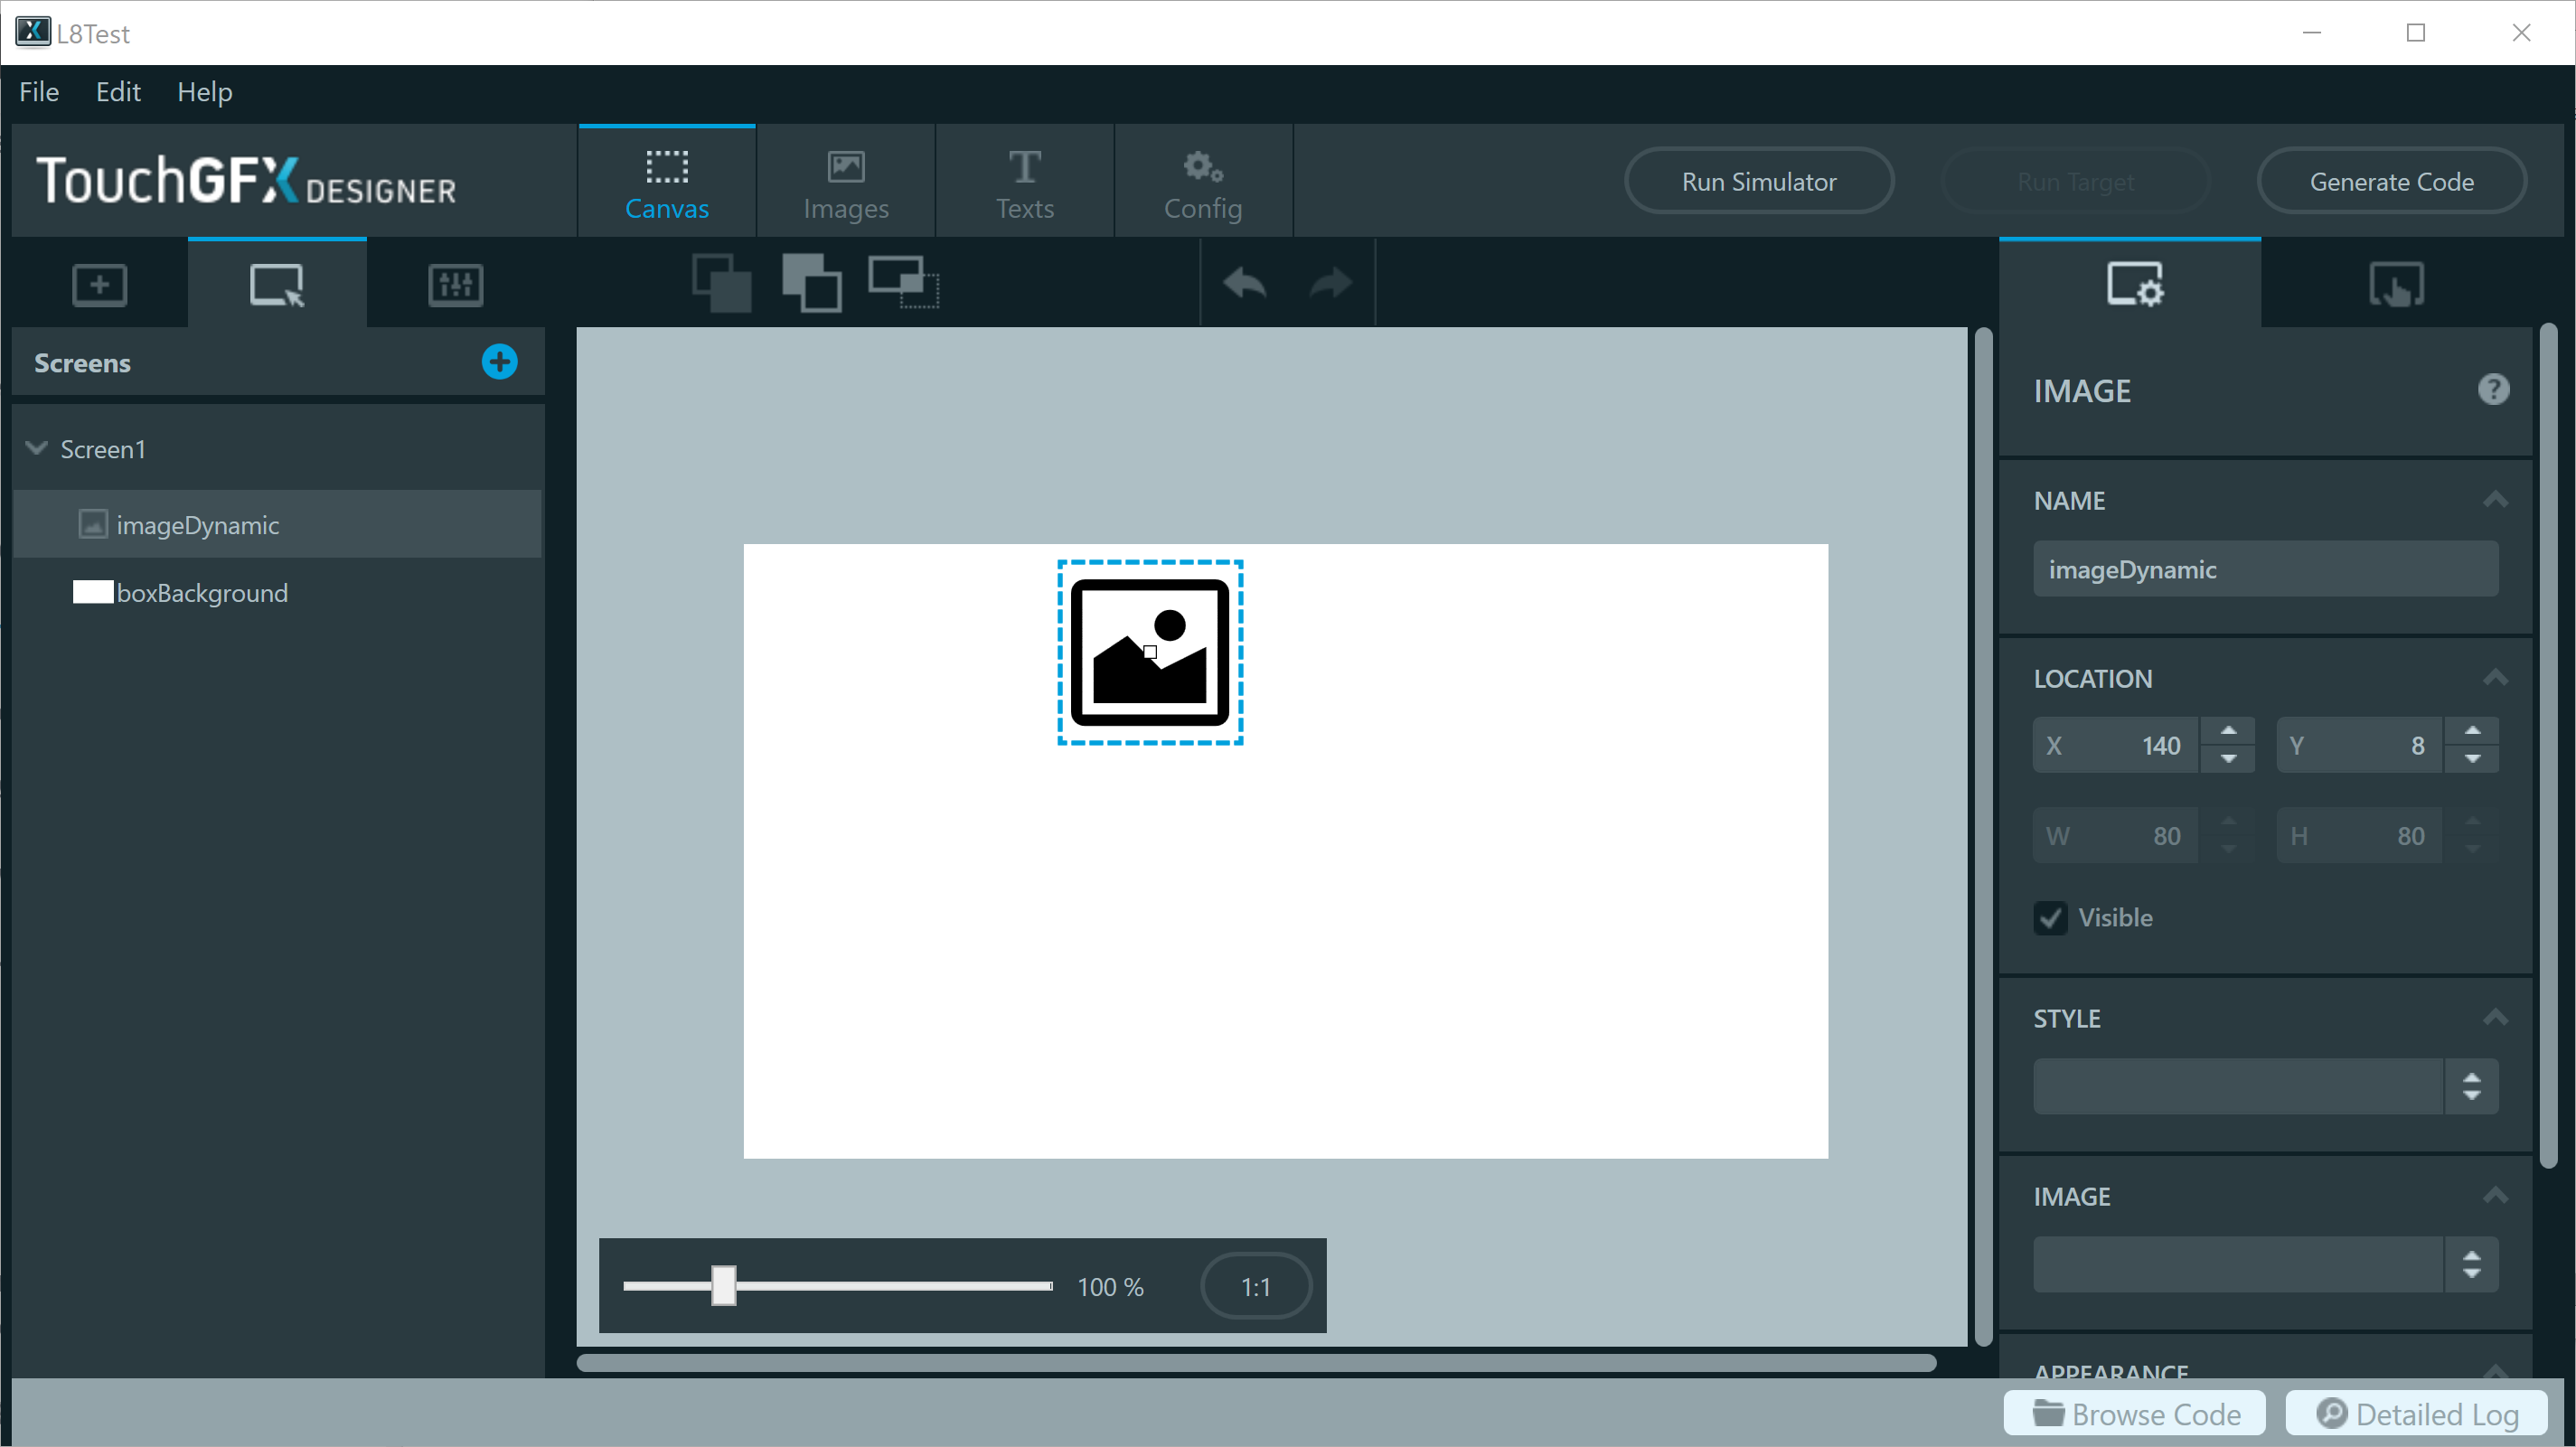 L8Test
File Edit Help
TouchGFX DESIGNER
Canvas
Images
Texts
Config
Run Simulator
Run Target
Generate Code
Screens
Screen1
imageDynamic
boxBackground
100 %
1:1
IMAGE
NAME
imageDynamic
LOCATION
X 140 Y 8
W 80 H 80
Visible
STYLE
IMAGE
APPEARANCE
Browse Code
Detailed Log